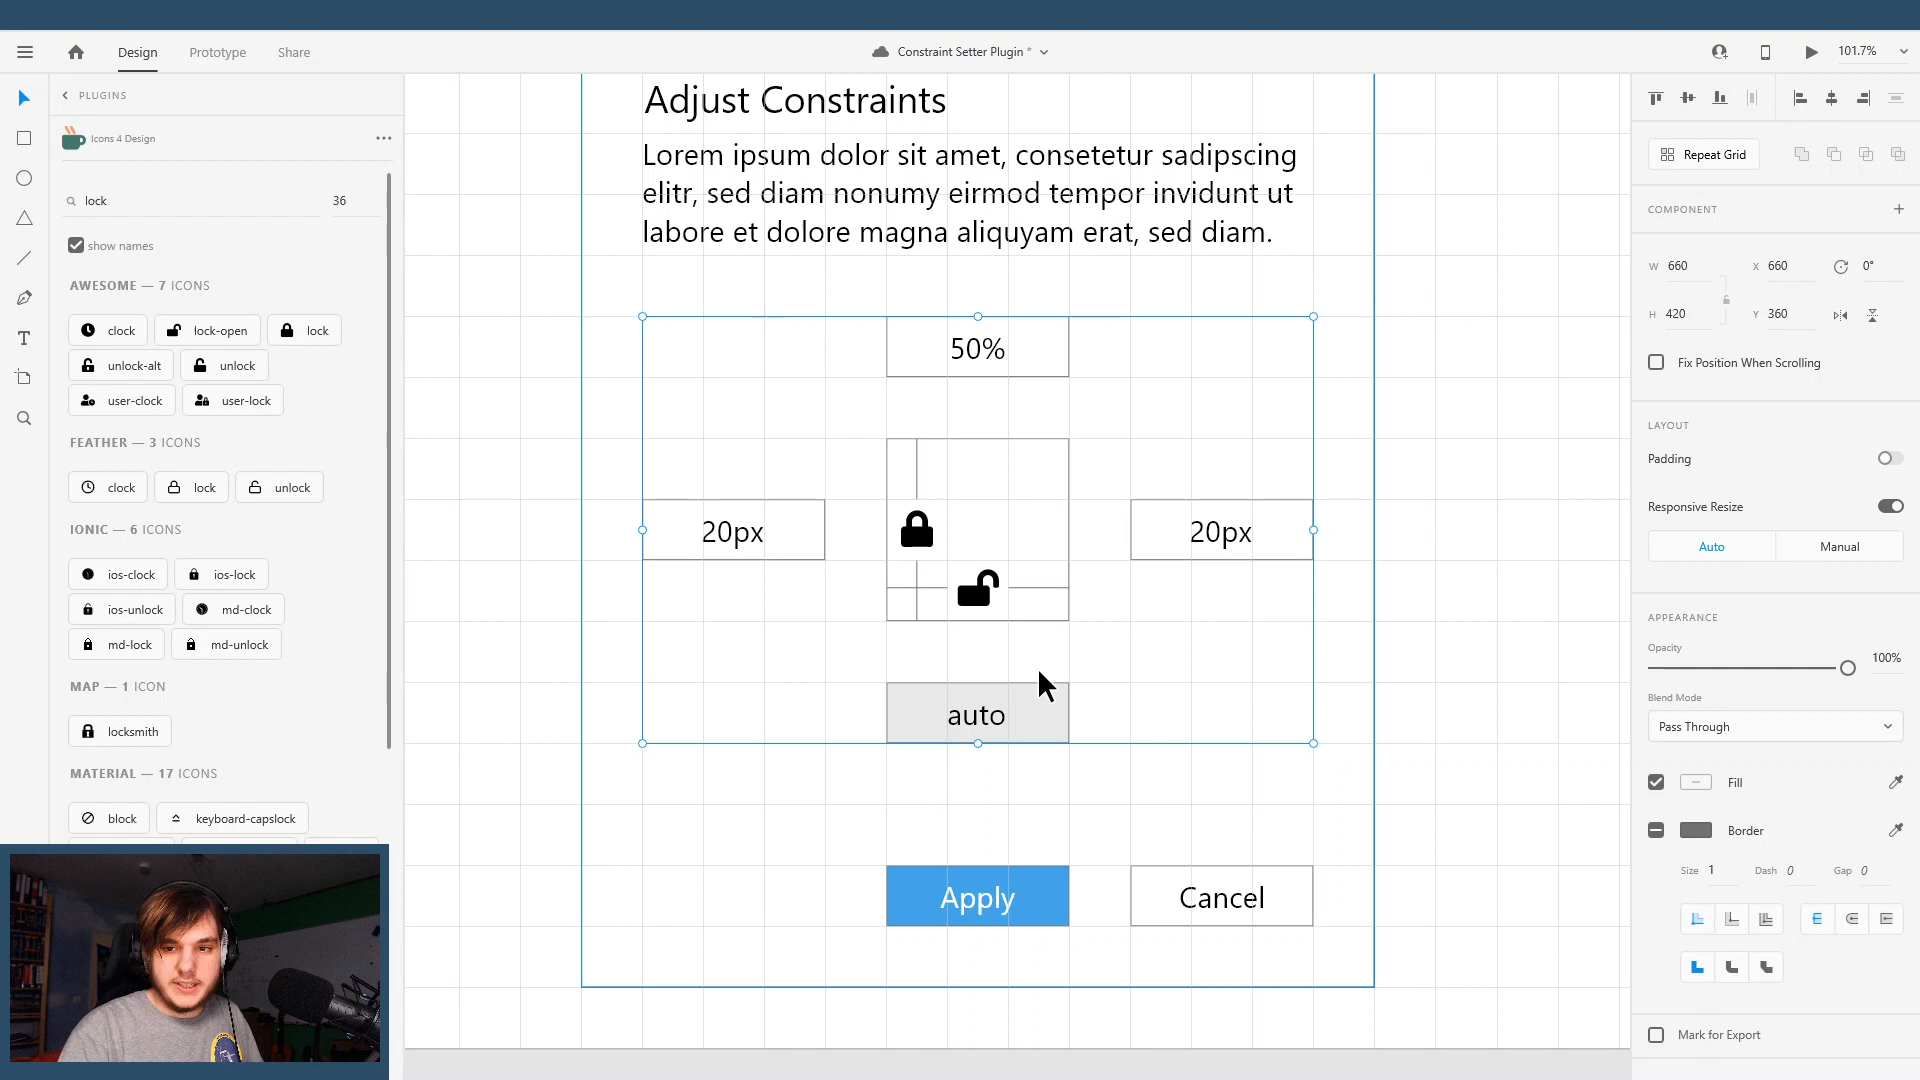 Design
Prototype
Share
Constraint Setter Plugin *
101.7%
PLUGINS
Icons 4 Design
lock
36
show names
AWESOME — 7 ICONS
clock
lock-open
lock
unlock-alt
unlock
user-clock
user-lock
FEATHER — 3 ICONS
clock
lock
unlock
IONIC — 6 ICONS
ios-clock
ios-lock
ios-unlock
md-clock
md-lock
md-unlock
MAP — 1 ICON
locksmith
MATERIAL — 17 ICONS
block
keyboard-capslock
Adjust Constraints
Lorem ipsum dolor sit amet, consetetur sadipscing
elitr, sed diam nonumy eirmod tempor invidunt ut
labore et dolore magna aliquyam erat, sed diam.
50%
20px
20px
auto
Apply
Cancel
Repeat Grid
COMPONENT
W 660
X 660
0°
H 420
Y 360
Fix Position When Scrolling
LAYOUT
Padding
Responsive Resize
Auto
Manual
APPEARANCE
Opacity
100%
Blend Mode
Pass Through
Fill
Border
Size 1
Dash 0
Gap 0
Mark for Export